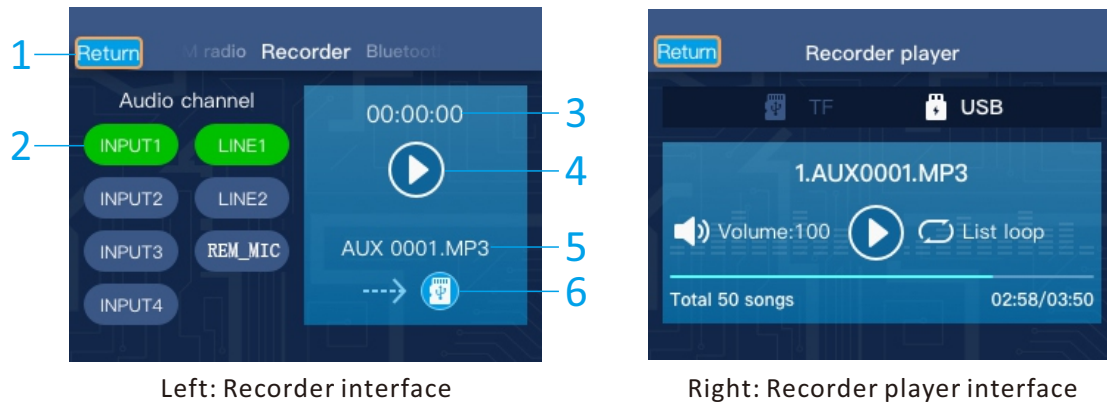 1
Return
M radio Recorder Bluetoot
Audio channel
2
INPUT1
LINE1
INPUT2
LINE2
INPUT3
REM_MIC
INPUT4
00:00:00
3
4
AUX 0001.MP3
5
6
Left: Recorder interface
Return
Recorder player
TF
USB
1.AUX0001.MP3
Volume:100
List loop
Total 50 songs
02:58/03:50
Right: Recorder player interface